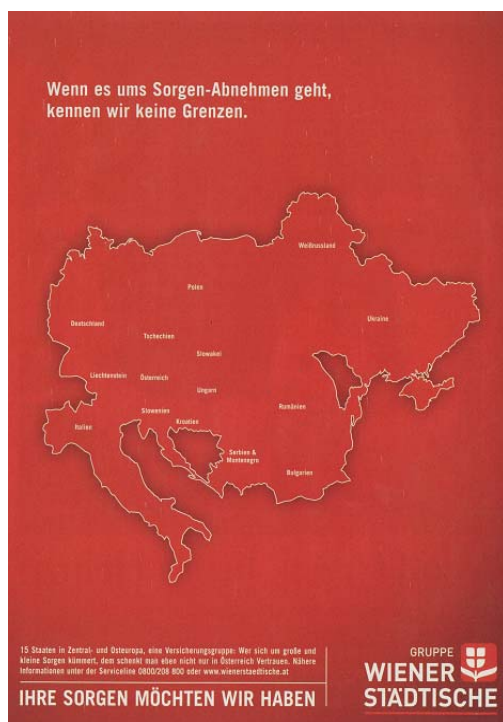 Wenn es ums Sorgen-Abnehmen geht,
kennen wir keine Grenzen.
Weißrussland
Polen
Deutschland
Ukraine
Tschechien
Slowakei
Liechtenstein
Österreich
Ungarn
Rumänien
Slowenien
Kroatien
Italien
Serbien &
Montenegro
Bulgarien
15 Staaten in Zentral- und Osteuropa, eine Versicherungsgruppe: Wer sich um große und
kleine Sorgen kümmert, dem schenkt man eben nicht nur in Österreich Vertrauen. Nähere
Informationen unter der Serviceline 0800/208 800 oder www.wienerstaedtische.at
IHRE SORGEN MÖCHTEN WIR HABEN
GRUPPE
WIENER
STÄDTISCHE